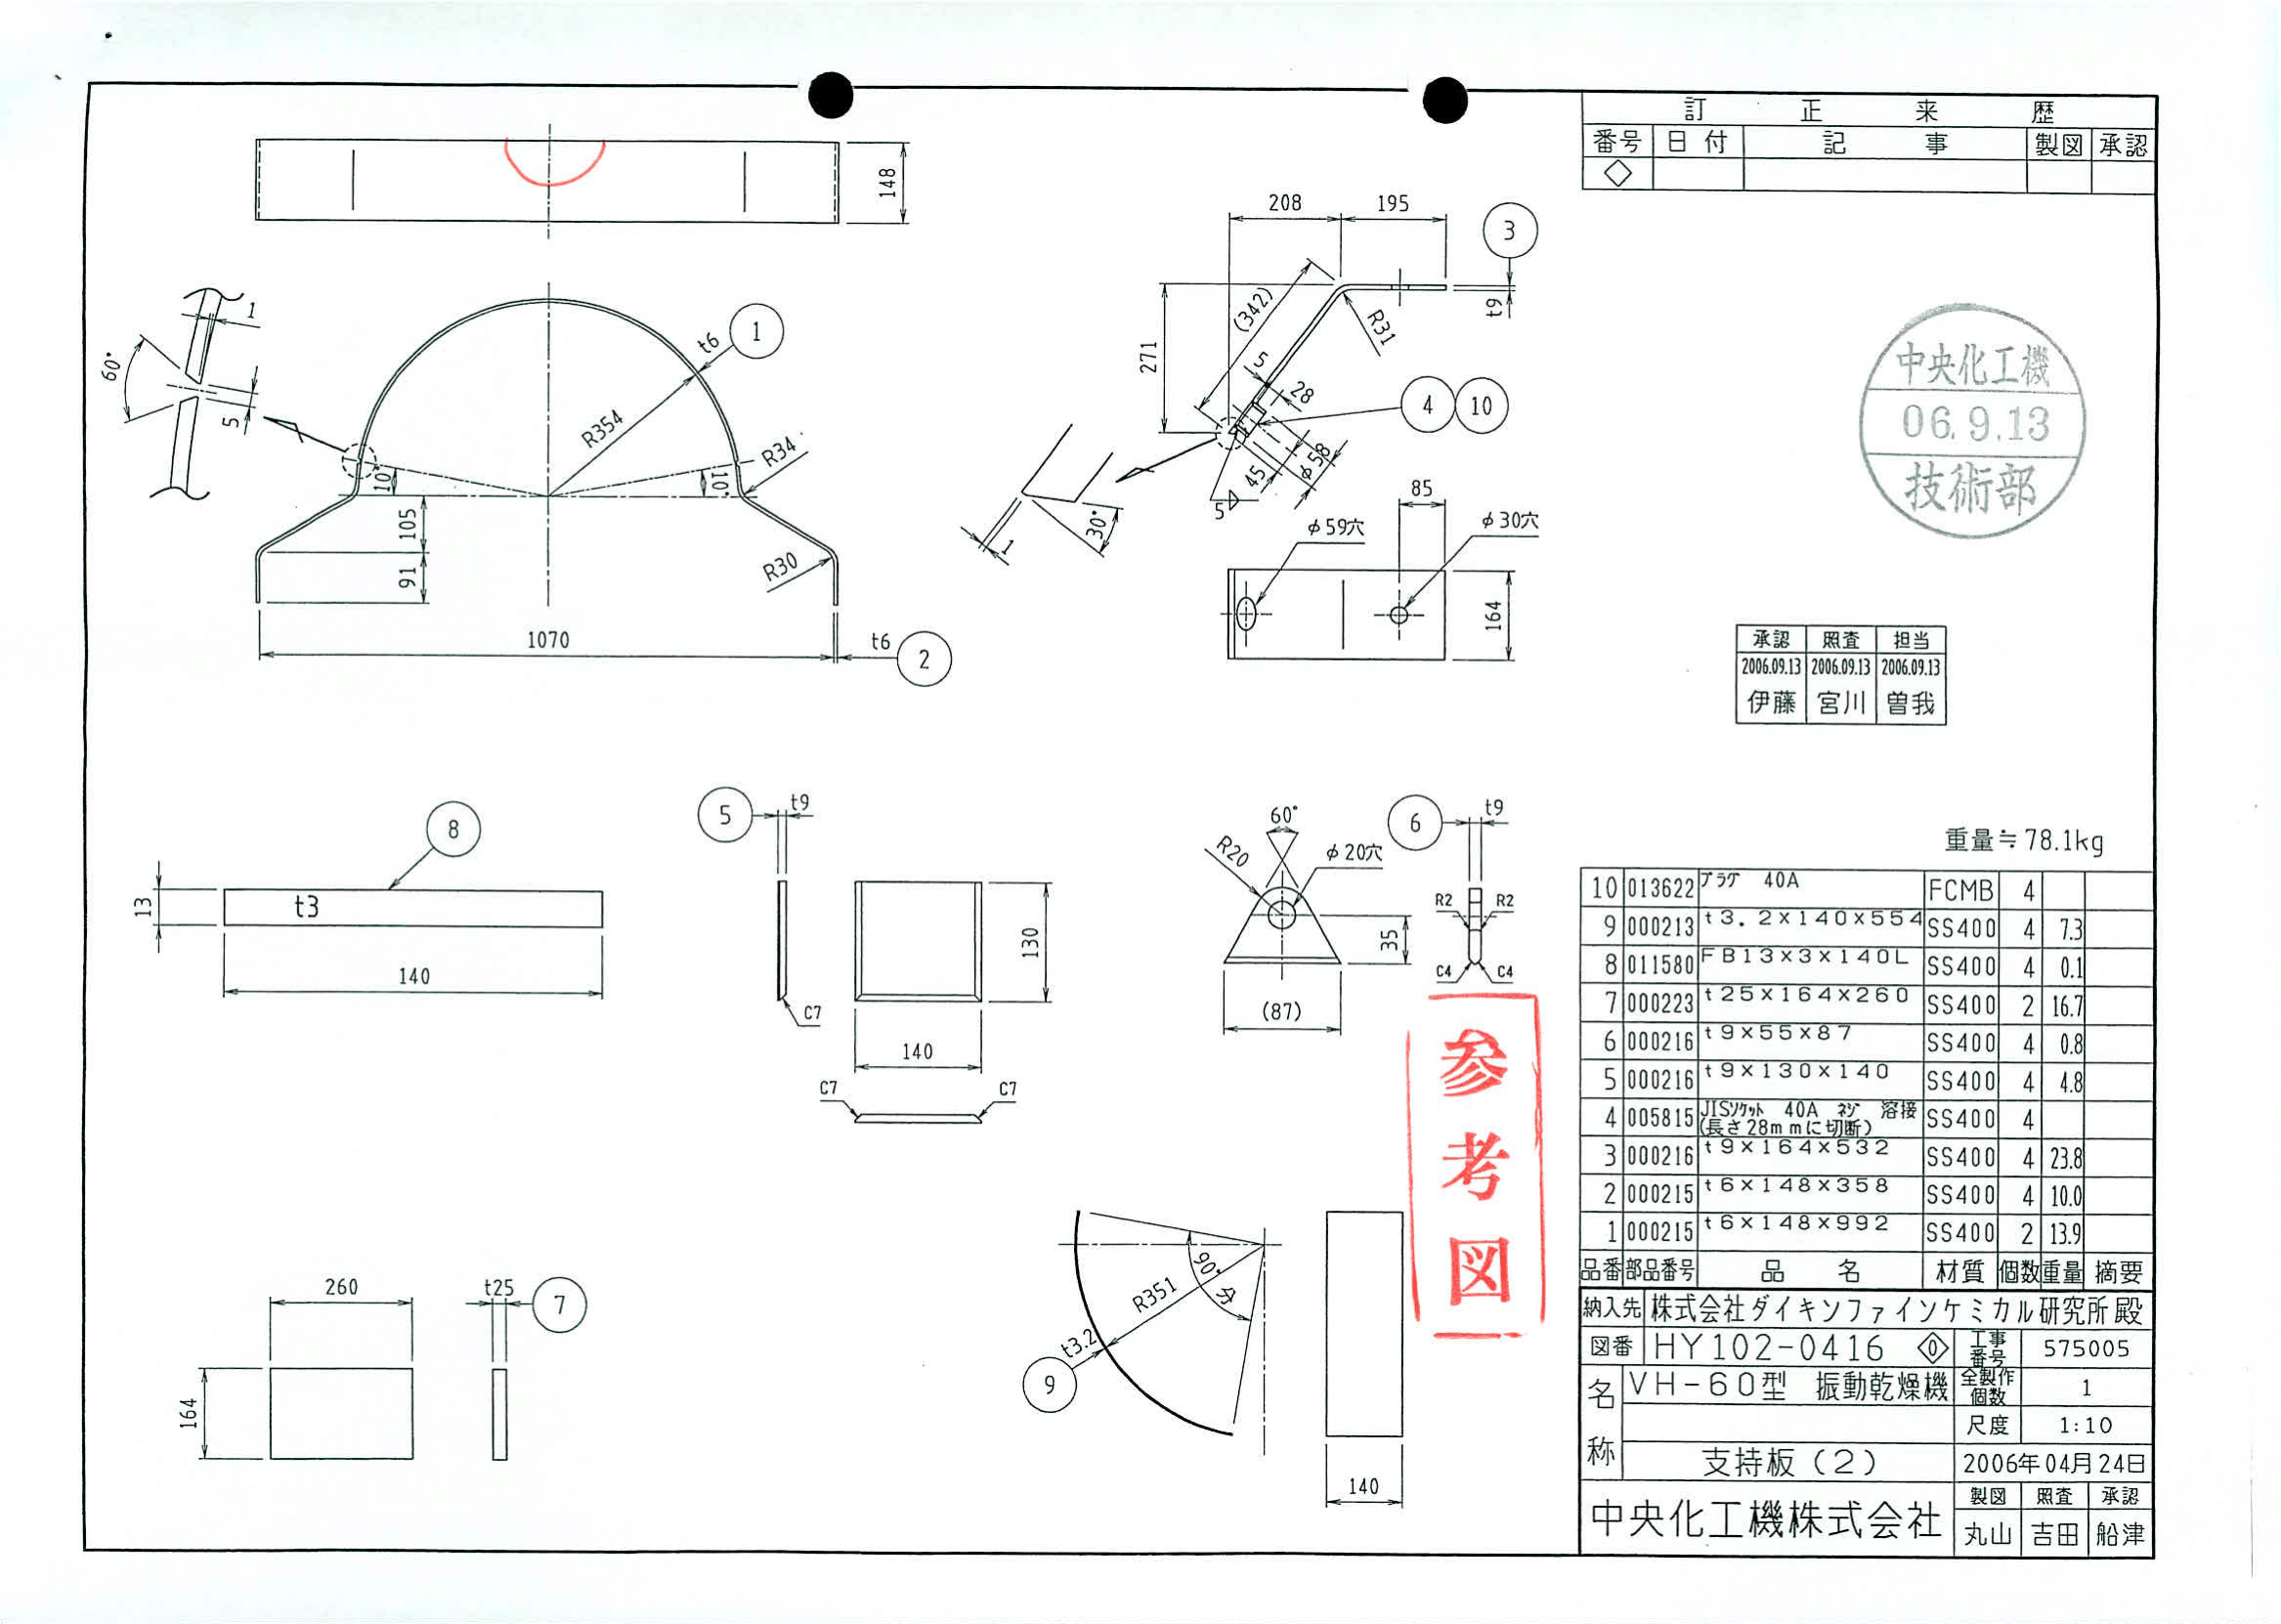 訂正来歴
番号 日付 記事 製図 承認
◇
148
1
60°
5
t6
1
R354
R34
10°
10°
105
91
R30
1070
t6
2
208
195
3
t9
(342)
271
R31
5
28
4
10
45
φ58
5
30°
1
85
φ59穴
φ30穴
164
中央化工機
06.9.13
技術部
承認 照査 担当
2006.09.13 2006.09.13 2006.09.13
伊藤 宮川 曽我
8
13
t3
140
5
t9
C7
130
140
C7
C7
60°
R20
φ20穴
35
(87)
6
t9
R2
R2
C4
C4
参考図
260
164
t25
7
90°分
R351
t3.2
9
140
重量≒78.1kg
10 013622 プラグ 40A FCMB 4
9 000213 t3.2×140×554 SS400 4 7.3
8 011580 FB13×3×140L SS400 4 0.1
7 000223 t25×164×260 SS400 2 16.7
6 000216 t9×55×87 SS400 4 0.8
5 000216 t9×130×140 SS400 4 4.8
4 005815 JISソケット 40A ネジ 溶接 SS400 4
(長さ28mmに切断)
3 000216 t9×164×532 SS400 4 23.8
2 000215 t6×148×358 SS400 4 10.0
1 000215 t6×148×992 SS400 2 13.9
品番 部品番号 品名 材質 個数 重量 摘要
納入先 株式会社ダイキンファインケミカル研究所殿
図番 HY102-0416 0 工事番号 575005
名称 VH-60型 振動乾燥機 全製作個数 1
尺度 1:10
支持板(2) 2006年04月24日
中央化工機株式会社
製図 照査 承認
丸山 吉田 船津